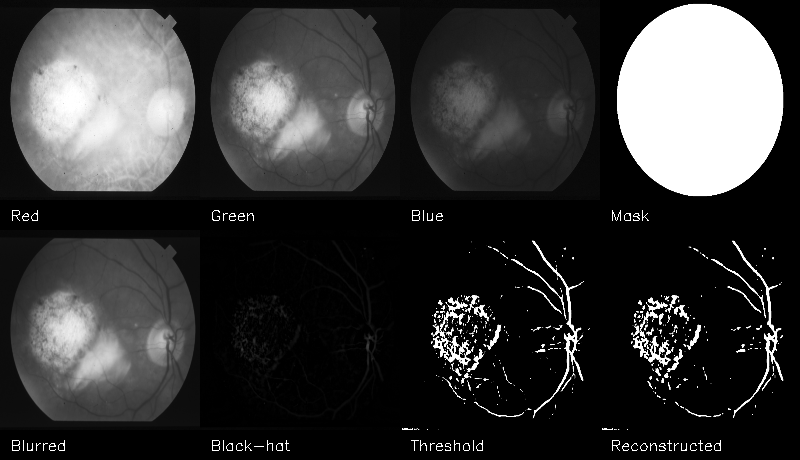 Red
Green
Blue
Mask
Blurred
Black-hat
Threshold
Reconstructed